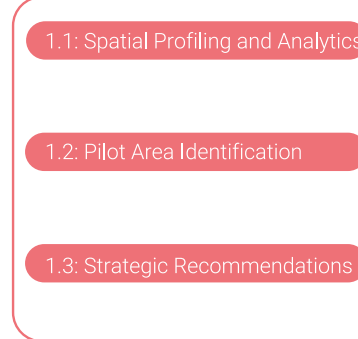 1.1: Spatial Profiling and Analytics
1.2: Pilot Area Identification
1.3: Strategic Recommendations